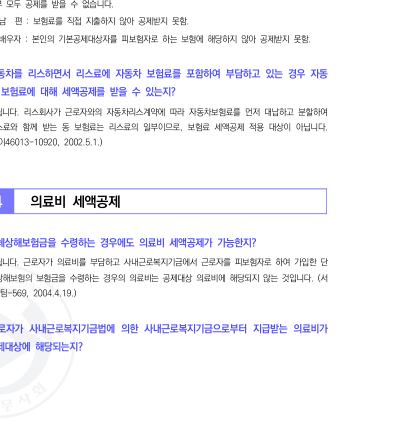 모두 공제를 받을 수 없습니다.
남 편 : 보험료를 직접 지출하지 않아 공제받지 못함.
배우자 : 본인의 기본공제대상자를 피보험자로 하는 보험에 해당하지 않아 공제받지 못함.
동차를 리스하면서 리스료에 자동차 보험료를 포함하여 부담하고 있는 경우 자동
보험료에 대해 세액공제를 받을 수 있는지?
니다. 리스회사가 근로자와의 자동차리스계약에 따라 자동차보험료를 먼저 대납하고 분할하여
스료와 함께 받는 동 보험료는 리스료의 일부이므로, 보험료 세액공제 적용 대상이 아닙니다.
이46013-10920, 2002.5.1.)
4 의료비 세액공제
체상해보험금을 수령하는 경우에도 의료비 세액공제가 가능한지?
니다. 근로자가 의료비를 부담하고 사내근로복지기금에서 근로자를 피보험자로 하여 가입한 단
상해보험의 보험금을 수령하는 경우의 의료비는 공제대상 의료비에 해당되지 않는 것입니다. (서
팀-569, 2004.4.19.)
로자가 사내근로복지기금법에 의한 사내근로복지기금으로부터 지급받는 의료비가
제대상에 해당되는지?
무사회